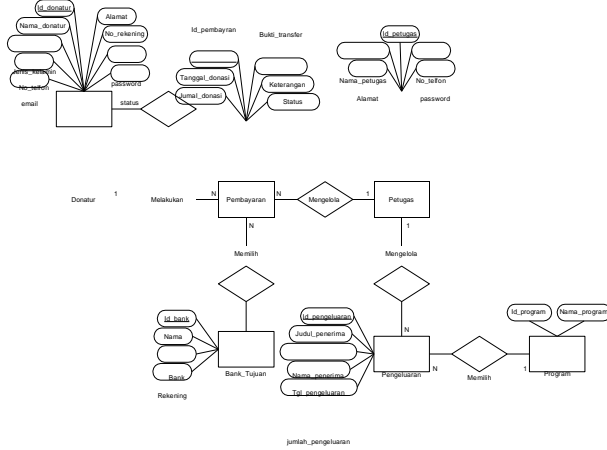 Id_donatur
Nama_donatur
Jenis_kelamin
No_telfon
email
Alamat
No_rekening
password
status
Id_pembayran
Bukti_transfer
Tanggal_donasi
Jumal_donasi
Keterangan
Status
Id_petugas
Nama_petugas
No_telfon
Alamat
password
Donatur
1
Melakukan
N
Pembayaran
N
Mengelola
1
Petugas
N
1
Memilih
Mengelola
Id_bank
Nama
Bank
Rekening
Bank_Tujuan
Id_pengeluaran
Judul_penerima
Nama_penerima
Tgl_pengeluaran
jumlah_pengeluaran
N
Pengeluaran
N
Memilih
1
Program
Id_program
Nama_program